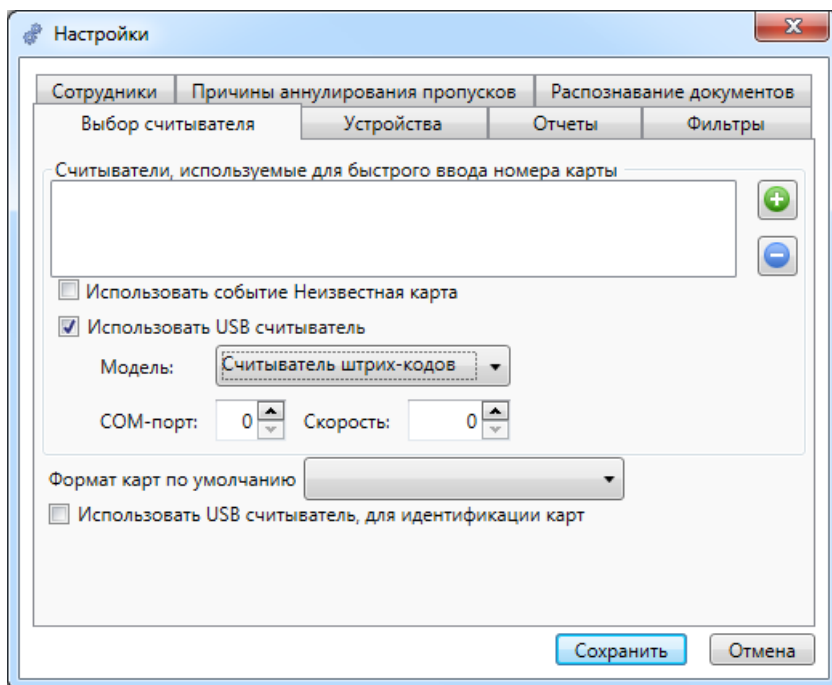 Настройки
Сотрудники Причины аннулирования пропусков Распознавание документов
Выбор считывателя Устройства Отчеты Фильтры
Считыватели, используемые для быстрого ввода номера карты
Использовать событие Неизвестная карта
Использовать USB считыватель
Модель: Считыватель штрих-кодов
COM-порт: 0 Скорость: 0
Формат карт по умолчанию
Использовать USB считыватель, для идентификации карт
Сохранить Отмена